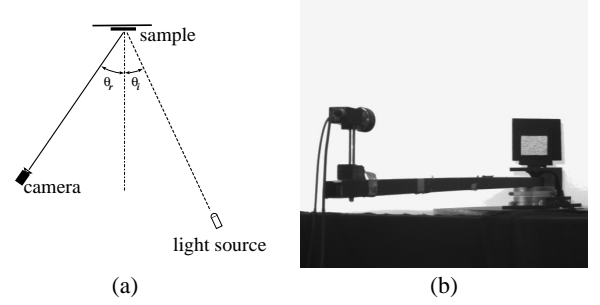 sample
θr θi
camera
light source
(a) (b)